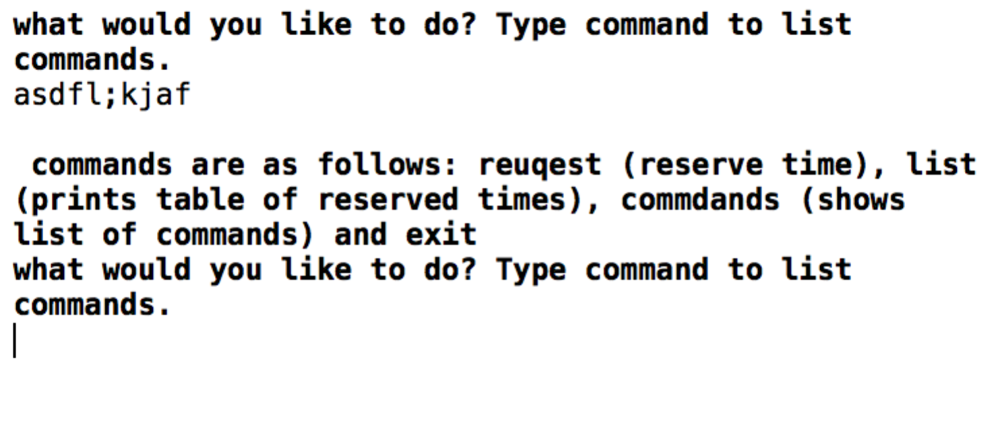 what would you like to do? Type command to list
commands.
asdfl;kjaf
commands are as follows: reuqest (reserve time), list
(prints table of reserved times), commdands (shows
list of commands) and exit
what would you like to do? Type command to list
commands.